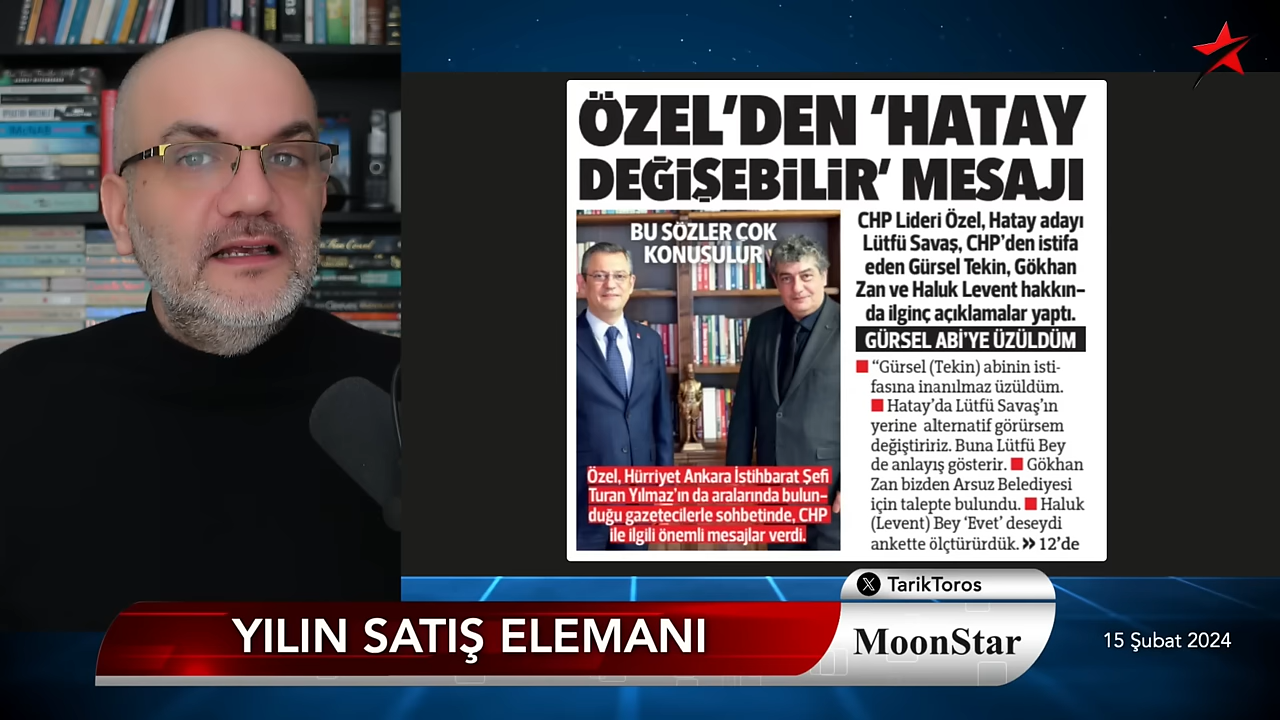 ÖZEL'DEN 'HATAY
DEĞİŞEBİLİR' MESAJI
BU SÖZLER ÇOK
KONUŞULUR
Özel, Hürriyet Ankara İstihbarat Şefi
Turan Yılmaz'ın da aralarında bulun-
duğu gazetecilerle sohbetinde, CHP
ile ilgili önemli mesajlar verdi.
CHP Lideri Özel, Hatay adayı
Lütfü Savaş, CHP'den istifa
eden Gürsel Tekin, Gökhan
Zan ve Haluk Levent hakkın-
da ilginç açıklamalar yaptı.
GÜRSEL ABİ'YE ÜZÜLDÜM
"Gürsel (Tekin) abinin isti-
fasına inanılmaz üzüldüm.
Hatay'da Lütfü Savaş'ın
yerine alternatif görürsem
değiştiririz. Buna Lütfü Bey
de anlayış gösterir. Gökhan
Zan bizden Arsuz Belediyesi
için talepte bulundu. Haluk
(Levent) Bey 'Evet' deseydi
ankette ölçtürürdük. » 12'de
X TarikToros
YILIN SATIŞ ELEMANI
MoonStar
15 Şubat 2024